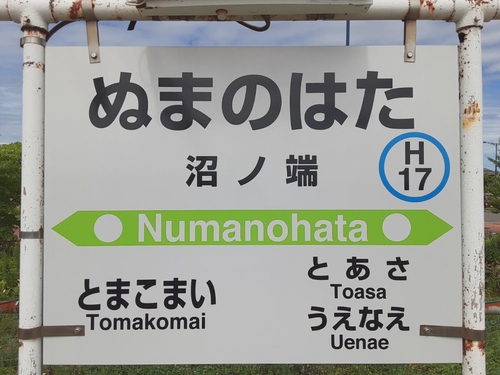 ぬまのはた
沼ノ端
H
17
Numanohata
とまこまい
Tomakomai
とあさ
Toasa
うえなえ
Uenae